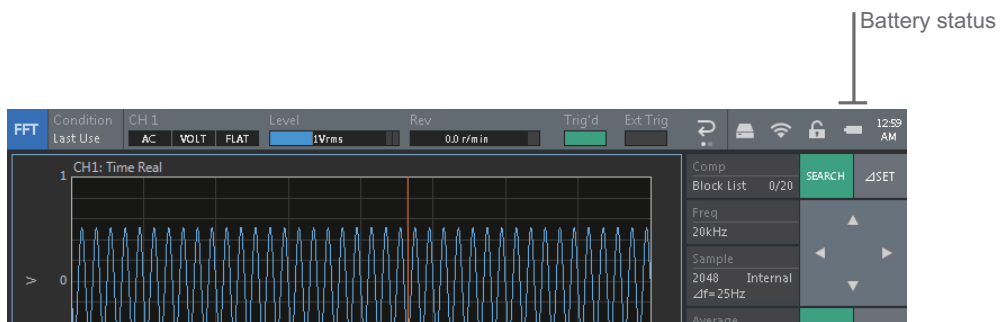 Battery status
FFT
Condition
Last Use
CH 1
AC VOLT FLAT
Level
1Vrms
Rev
0.0 r/min
Trig'd
Ext Trig
12:59
AM
CH1: Time Real
1
V
0
Comp
Block List 0/20
SEARCH
⊿SET
Freq
20kHz
Sample
2048 Internal
⊿f=25Hz
Average